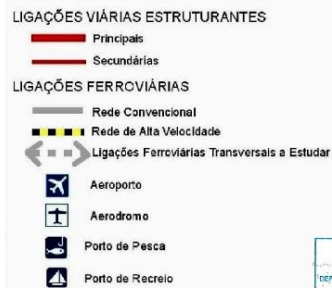 LIGAÇÕES VIÁRIAS ESTRUTURANTES
Principais
Secundárias
LIGAÇÕES FERROVIÁRIAS
Rede Convencional
Rede de Alta Velocidade
Ligações Ferroviárias Transversais a Estudar
Aeroporto
Aerodromo
Porto de Pesca
Porto de Recreio